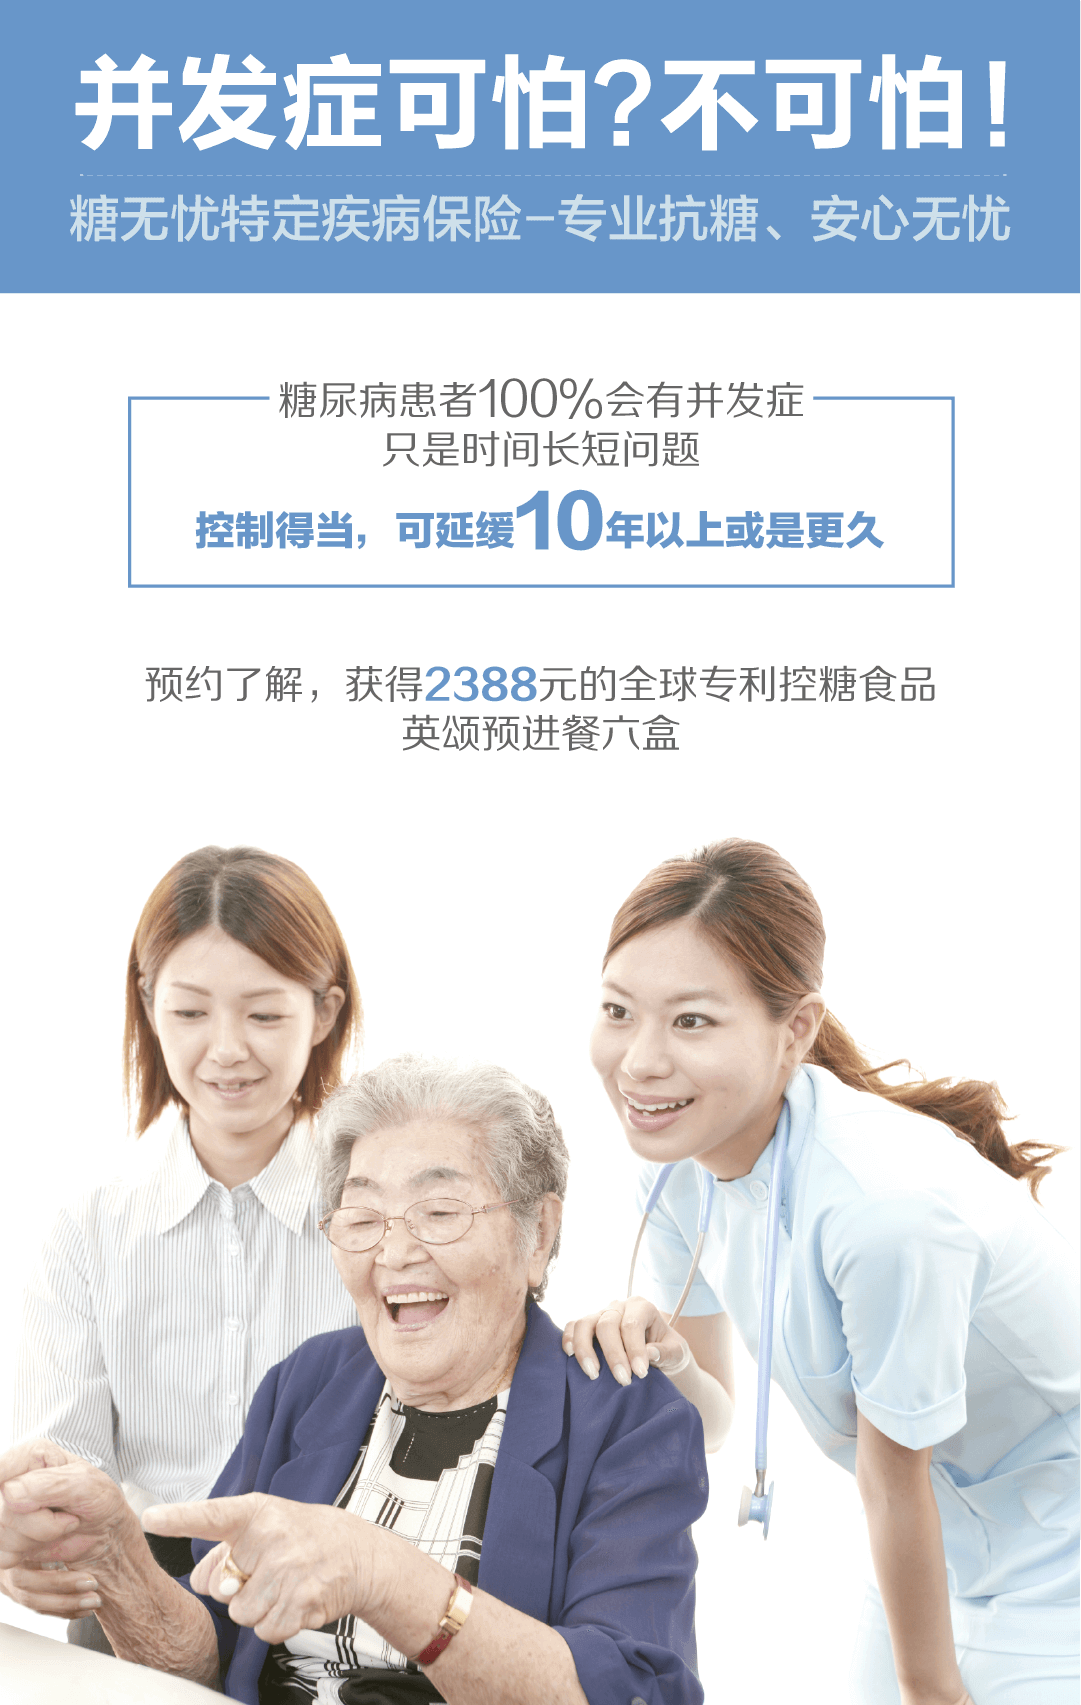 并发症可怕?不可怕!
糖无忧特定疾病保险-专业抗糖、安心无忧
糖尿病患者100%会有并发症
只是时间长短问题
控制得当，可延缓10年以上或是更久
预约了解，获得2388元的全球专利控糖食品
英颂预进餐六盒